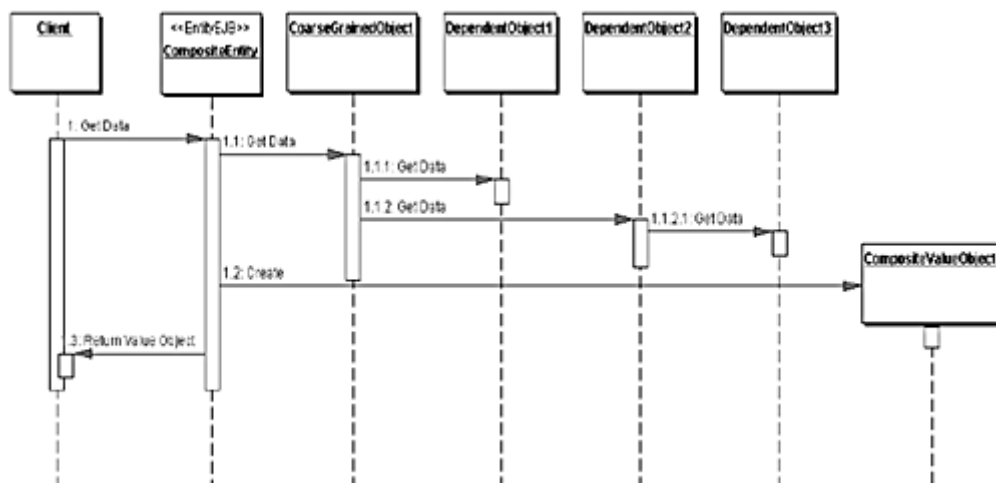 Client
<<EntityEJB>>
CompositeEntity
CoarseGrainedObject
DependentObject1
DependentObject2
DependentObject3
1. Get Data
1.1: Get Data
1.1.1: Get Data
1.1.2: Get Data
1.1.2.1: Get Data
CompositeValueObject
1.2: Create
1.3: Return Value Object